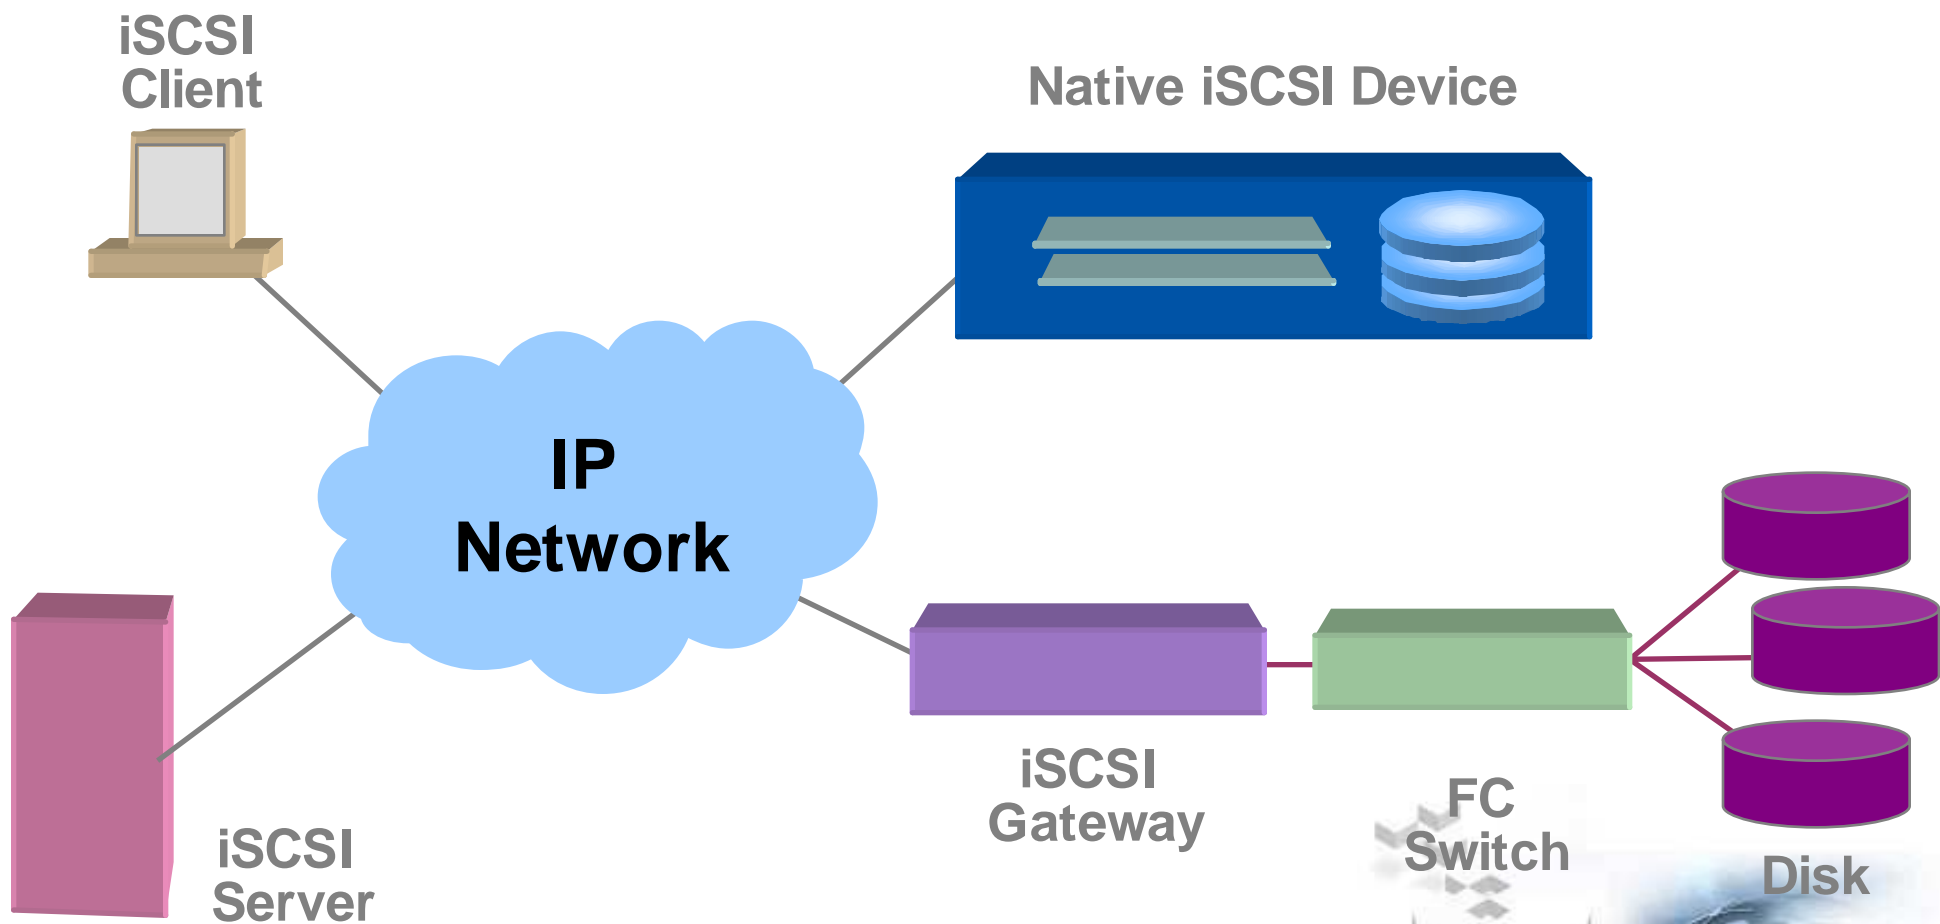 iSCSI
Client
Native iSCSI Device
IP
Network
iSCSI
Gateway
FC
Switch
Disk
iSCSI
Server